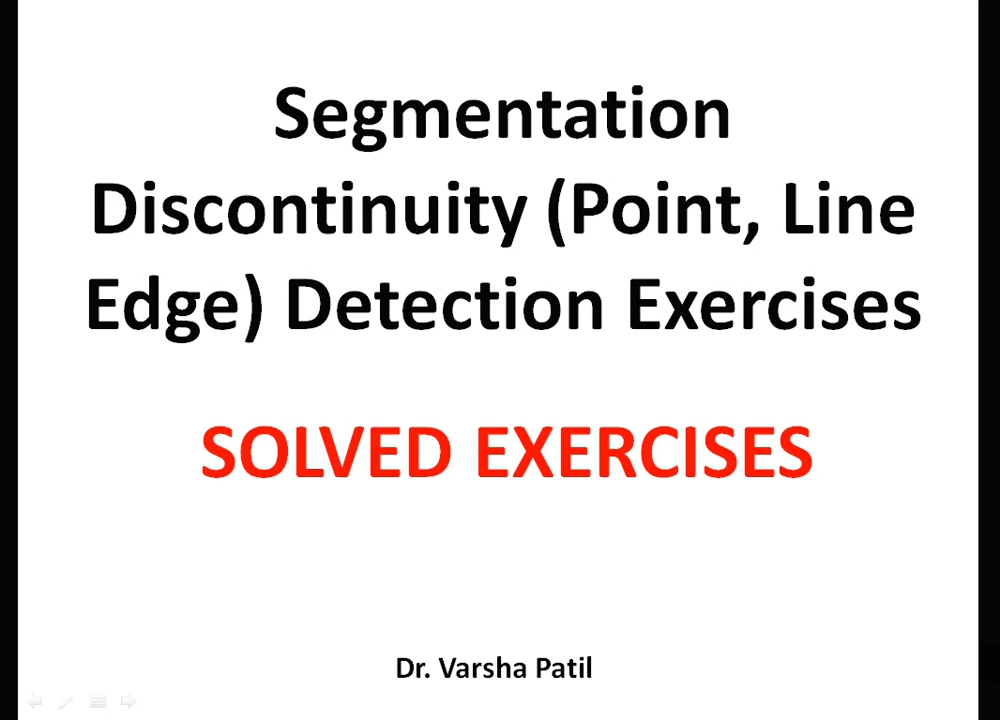 Segmentation
Discontinuity (Point, Line
Edge) Detection Exercises
SOLVED EXERCISES
Dr. Varsha Patil